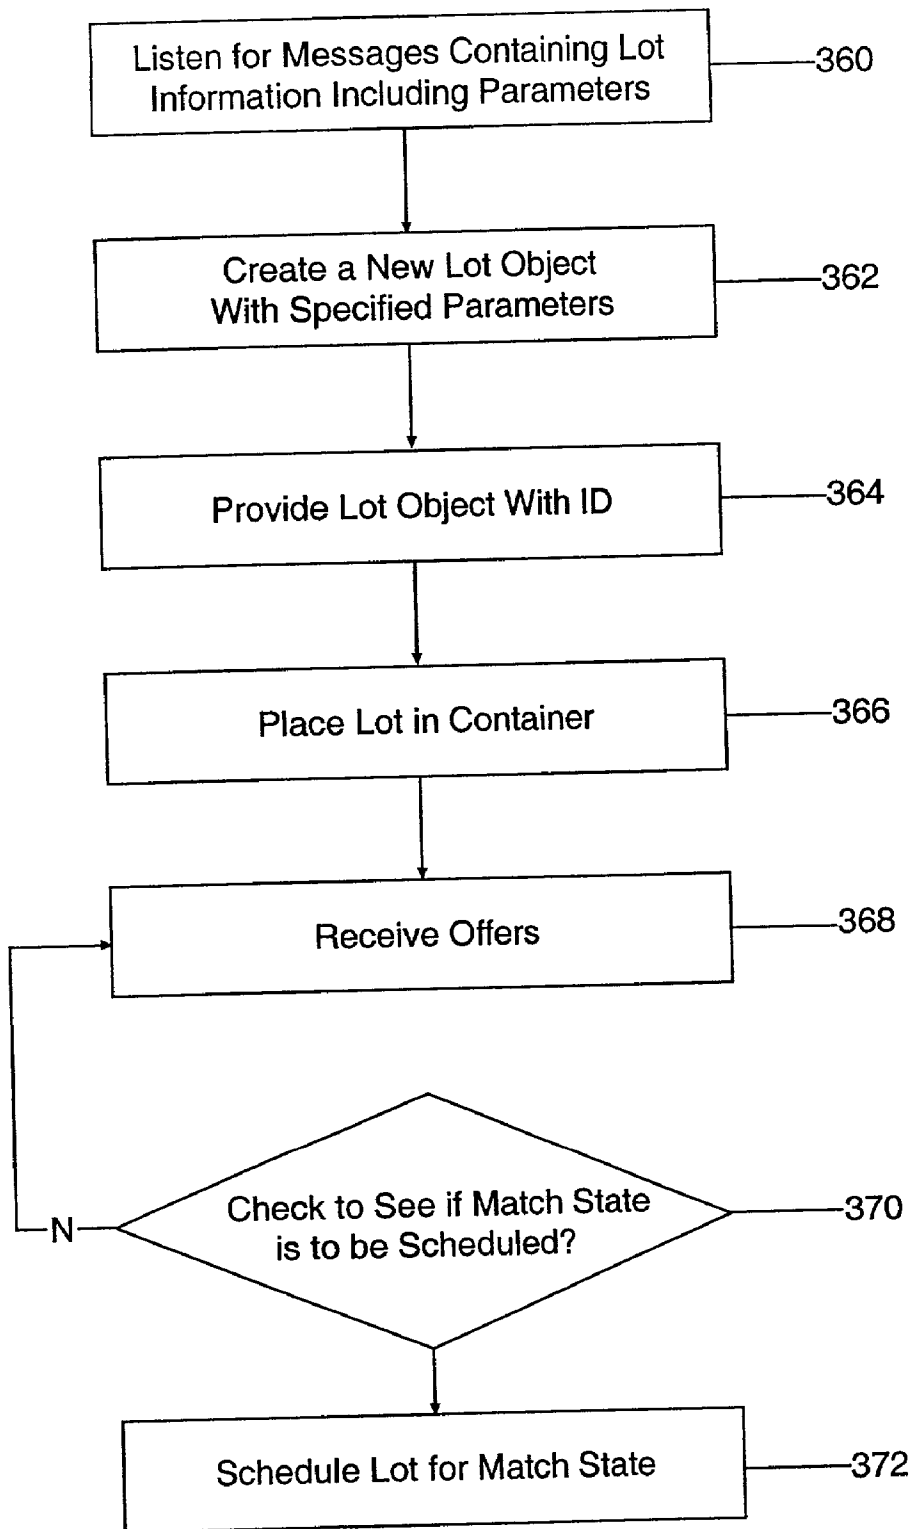 Listen for Messages Containing Lot
Information Including Parameters
360
Create a New Lot Object
With Specified Parameters
362
Provide Lot Object With ID
364
Place Lot in Container
366
Receive Offers
368
Check to See if Match State
is to be Scheduled?
370
N
Schedule Lot for Match State
372